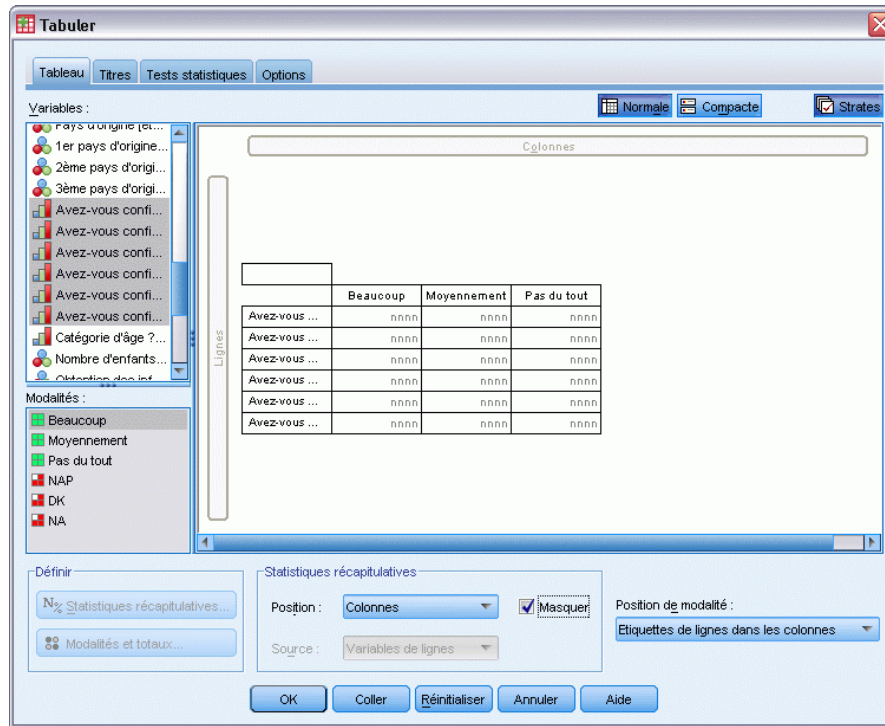 Tabuler
Tableau Titres Tests statistiques Options
Variables :
Normale Compacte Strates
Pays d'origine [et...
1er pays d'origine...
2ème pays d'origi...
3ème pays d'origi...
Avez-vous confi...
Avez-vous confi...
Avez-vous confi...
Avez-vous confi...
Avez-vous confi...
Avez-vous confi...
Catégorie d'âge ?...
Nombre d'enfants...
Obtention des inf...
Modalités :
Beaucoup
Moyennement
Pas du tout
NAP
DK
NA
Colonnes
Lignes
Beaucoup Moyennement Pas du tout
Avez-vous ... nnnn nnnn nnnn
Avez-vous ... nnnn nnnn nnnn
Avez-vous ... nnnn nnnn nnnn
Avez-vous ... nnnn nnnn nnnn
Avez-vous ... nnnn nnnn nnnn
Avez-vous ... nnnn nnnn nnnn
Définir
N% Statistiques récapitulatives...
Modalités et totaux...
Statistiques récapitulatives
Position : Colonnes Masquer
Source : Variables de lignes
Position de modalité :
Etiquettes de lignes dans les colonnes
OK Coller Réinitialiser Annuler Aide